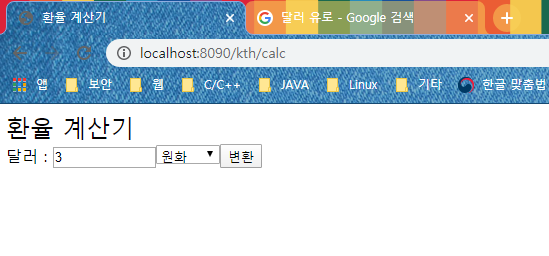 환율 계산기 달러 유로 - Google 검색
localhost:8090/kth/calc
앱 보안 웹 C/C++ JAVA Linux 기타 한글 맞춤법
환율 계산기
달러 : 3 원화 변환